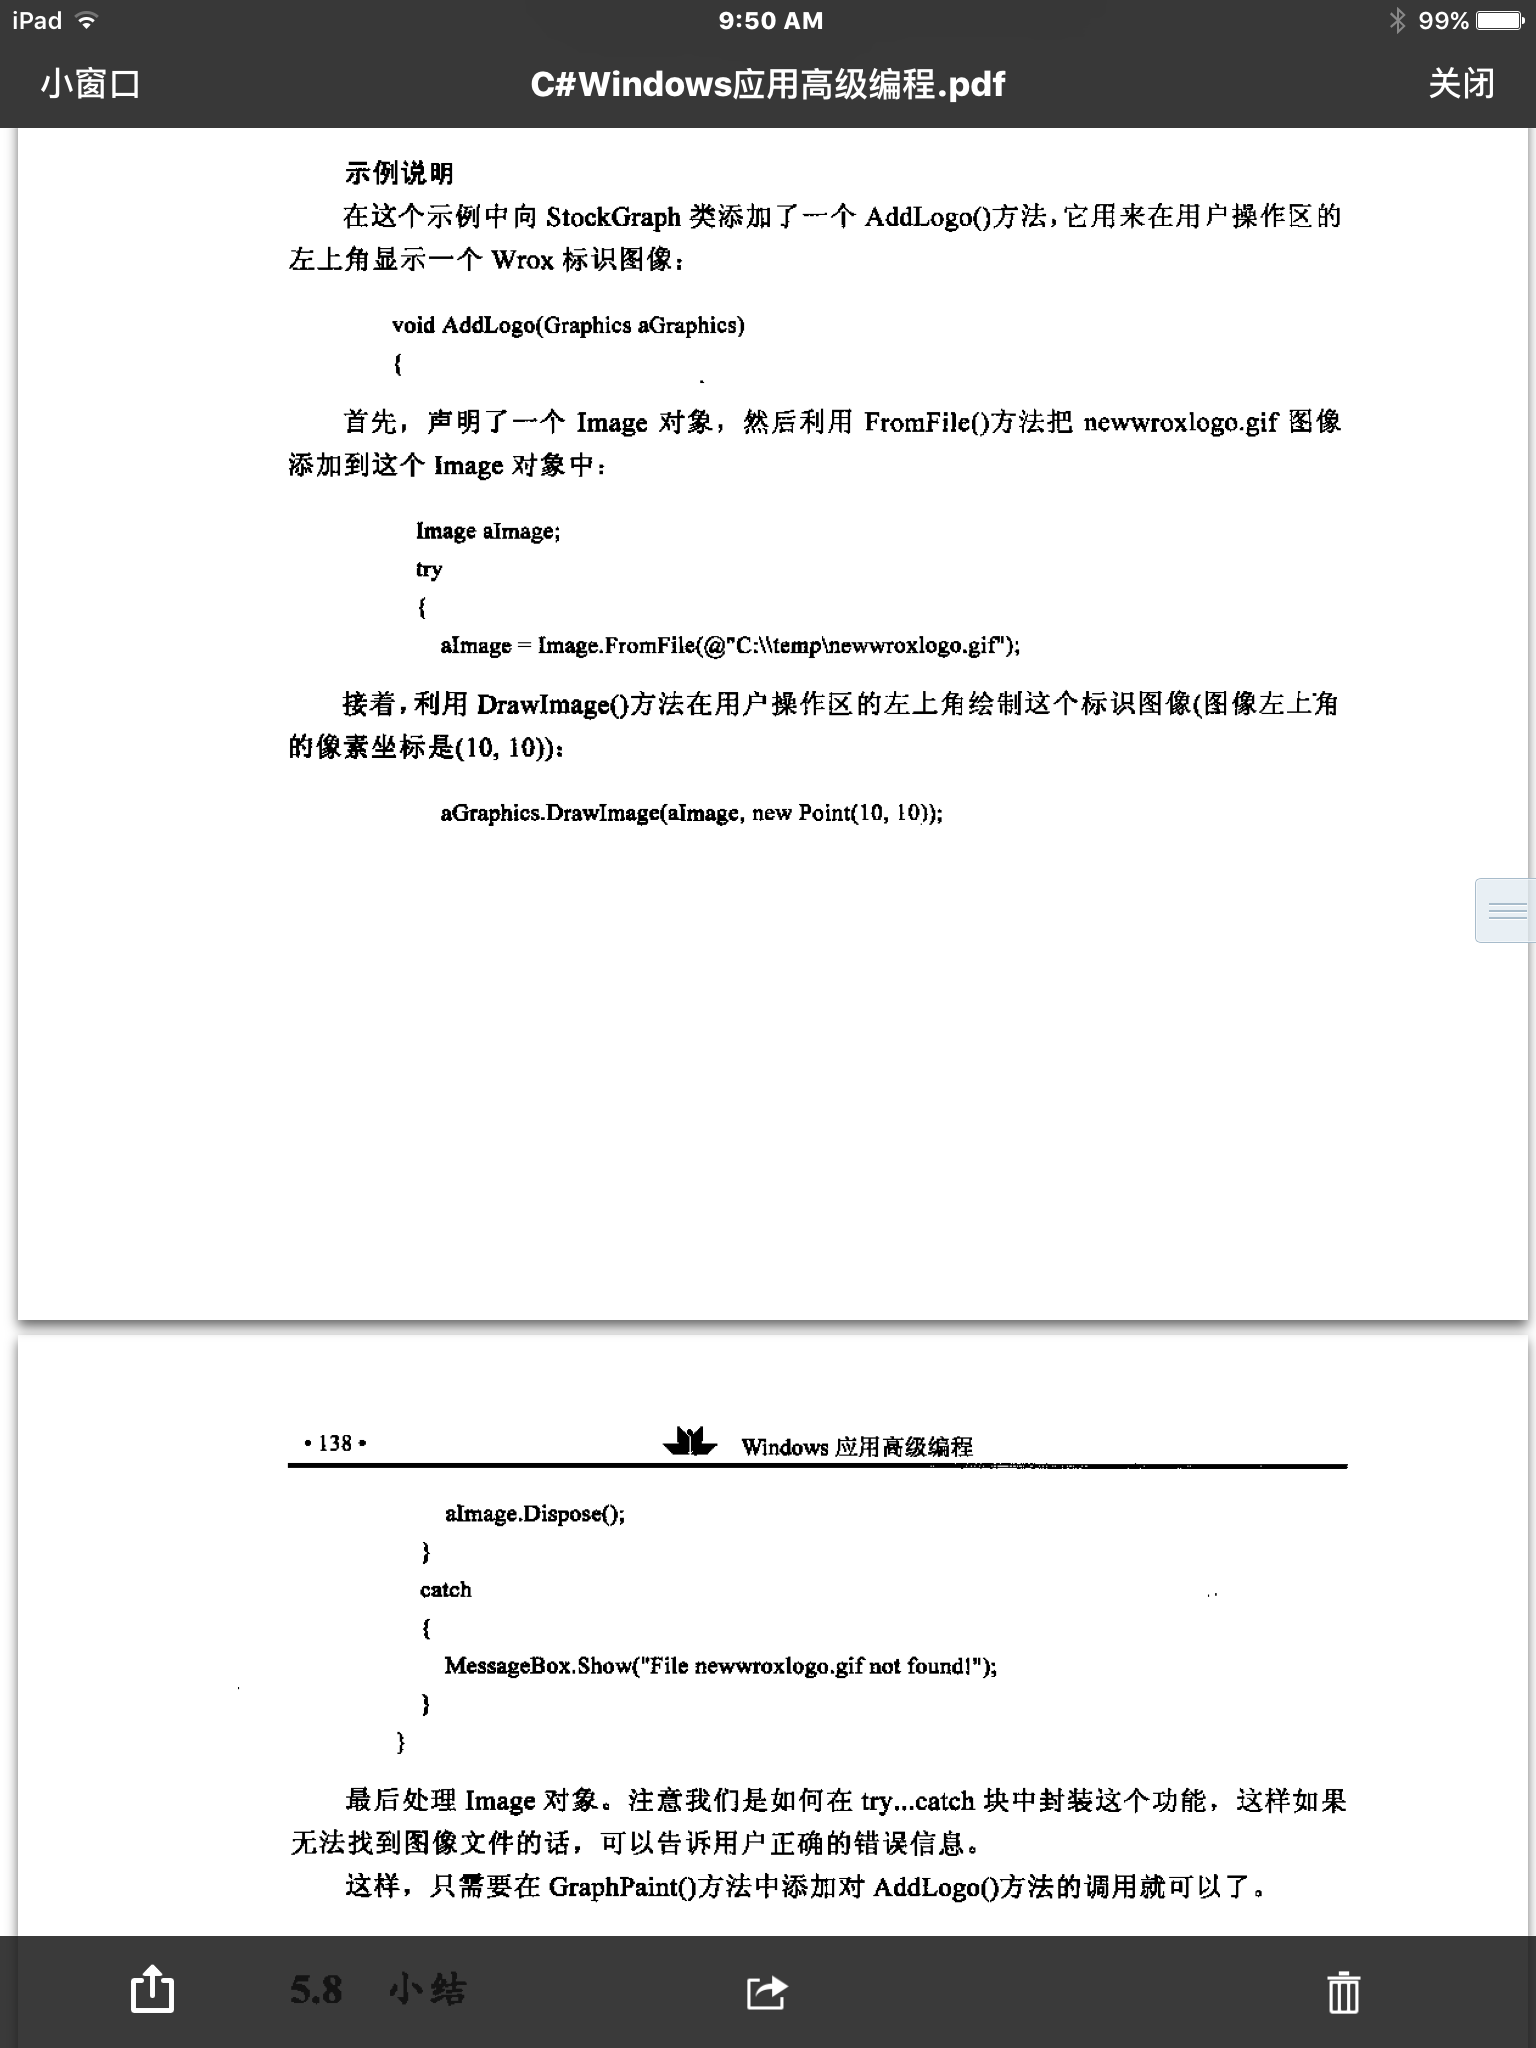 iPad 9:50 AM 99%
小窗口 C#Windows应用高级编程.pdf 关闭
示例说明
在这个示例中向 StockGraph 类添加了一个 AddLogo()方法,它用来在用户操作区的
左上角显示一个 Wrox 标识图像：
void AddLogo(Graphics aGraphics)
{
首先，声明了一个 Image 对象，然后利用 FromFile()方法把 newwroxlogo.gif 图像
添加到这个 Image 对象中：
Image aImage;
try
{
aImage = Image.FromFile(@"C:\\temp\newwroxlogo.gif");
接着,利用 DrawImage()方法在用户操作区的左上角绘制这个标识图像(图像左上角
的像素坐标是(10, 10))：
aGraphics.DrawImage(aImage, new Point(10, 10));
• 138 • Windows 应用高级编程
aImage.Dispose();
}
catch
{
MessageBox.Show("File newwroxlogo.gif not found!");
}
}
最后处理 Image 对象。注意我们是如何在 try...catch 块中封装这个功能，这样如果
无法找到图像文件的话，可以告诉用户正确的错误信息。
这样，只需要在 GraphPaint()方法中添加对 AddLogo()方法的调用就可以了。
5.8 小结